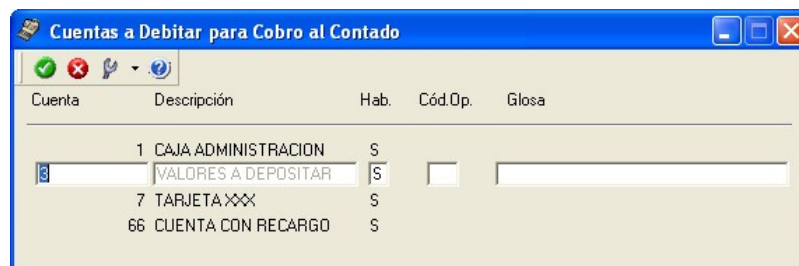 Cuentas a Debitar para Cobro al Contado
Cuenta Descripción Hab. Cód.Op. Glosa
1 CAJA ADMINISTRACION S
3 VALORES A DEPOSITAR S
7 TARJETA XXX S
66 CUENTA CON RECARGO S